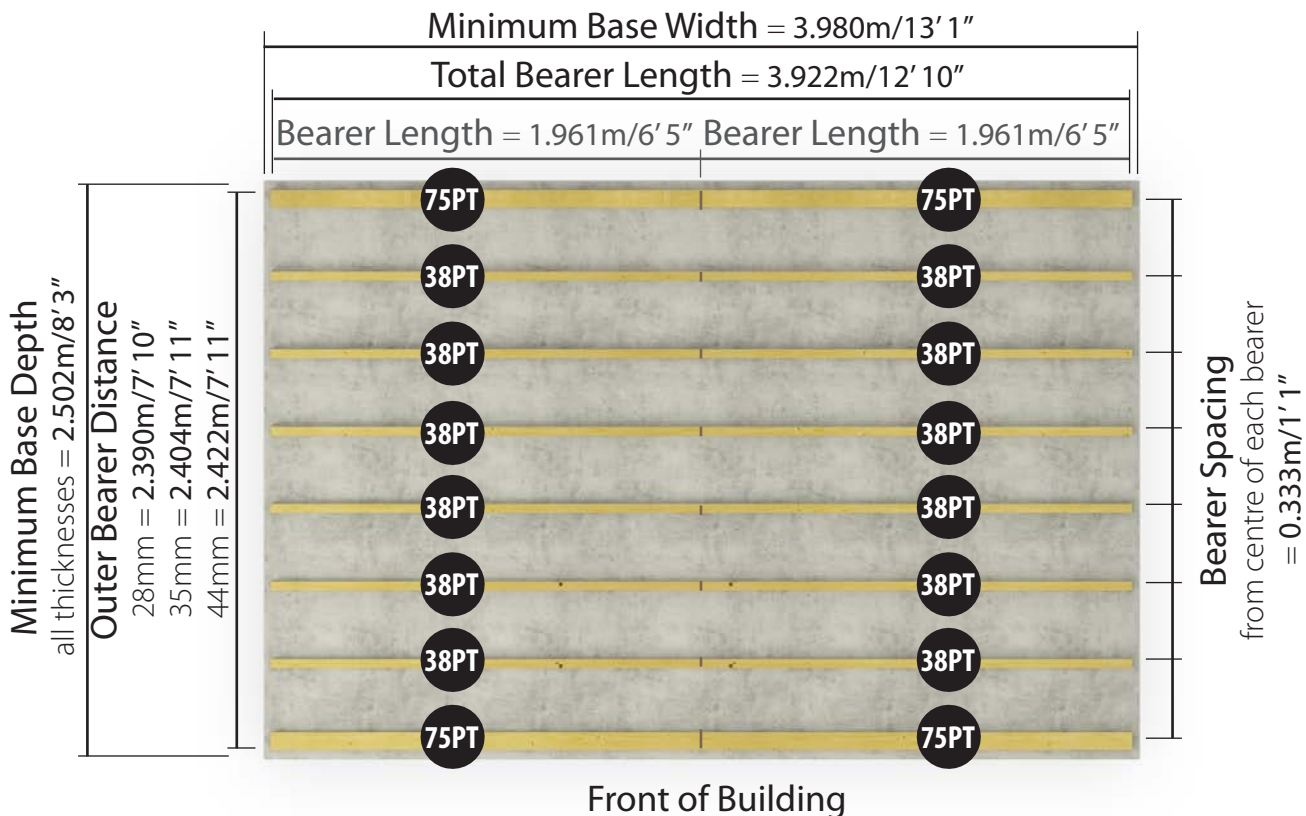 Minimum Base Width = 3.980m/13’ 1”
Total Bearer Length = 3.922m/12’ 10”
Bearer Length = 1.961m/6’ 5” Bearer Length = 1.961m/6’ 5”
Minimum Base Depth
all thicknesses = 2.502m/8’ 3”
Outer Bearer Distance
28mm = 2.390m/7’ 10”
35mm = 2.404m/7’ 11”
44mm = 2.422m/7’ 11”
75PT 75PT
38PT 38PT
38PT 38PT
38PT 38PT
38PT 38PT
38PT 38PT
38PT 38PT
75PT 75PT
Bearer Spacing
from centre of each bearer
= 0.333m/1’ 1”
Front of Building